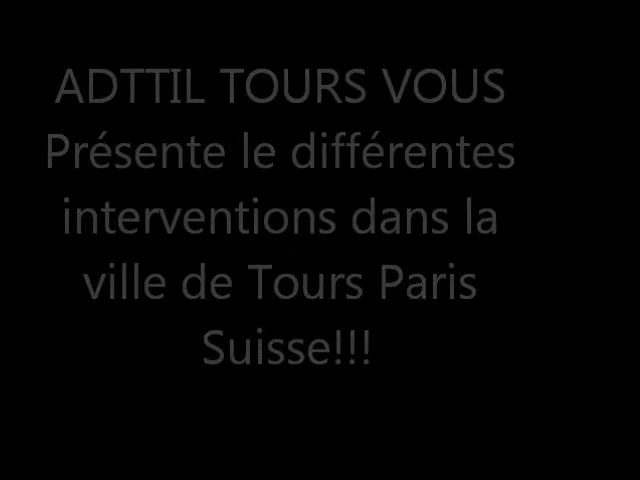 ADTTIL TOURS VOUS
Présente le différentes
interventions dans la
ville de Tours Paris
Suisse!!!